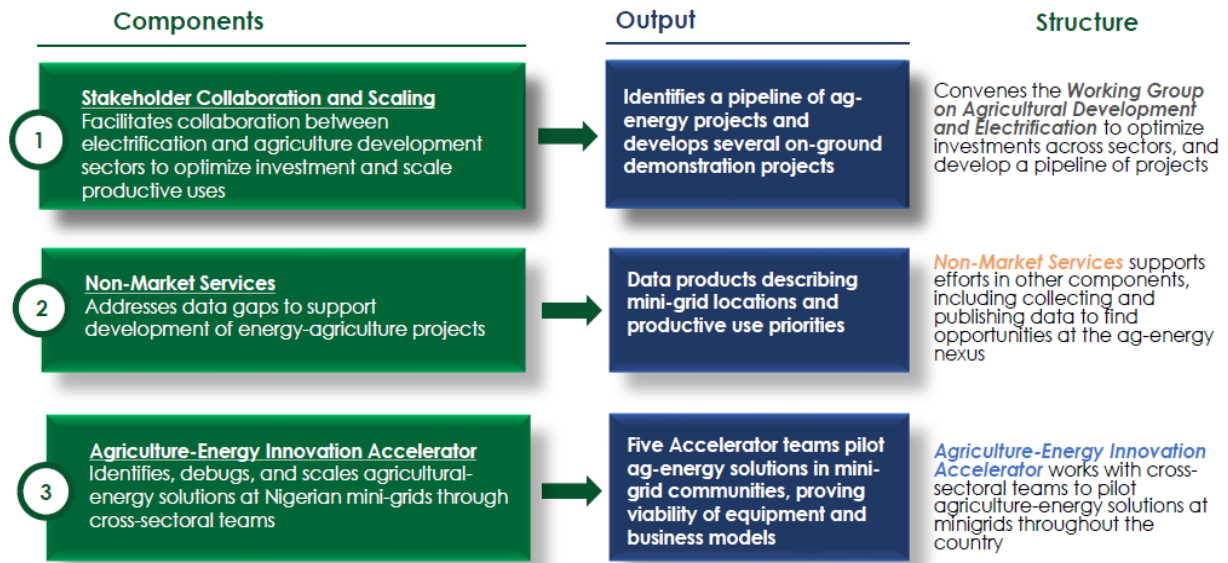 Components
Output
Structure
1
Stakeholder Collaboration and Scaling
Facilitates collaboration between
electrification and agriculture development
sectors to optimize investment and scale
productive uses
Identifies a pipeline of ag-
energy projects and
develops several on-ground
demonstration projects
Convenes the Working Group
on Agricultural Development
and Electrification to optimize
investments across sectors, and
develop a pipeline of projects
2
Non-Market Services
Addresses data gaps to support
development of energy-agriculture projects
Data products describing
mini-grid locations and
productive use priorities
Non-Market Services supports
efforts in other components,
including collecting and
publishing data to find
opportunities at the ag-energy
nexus
3
Agriculture-Energy Innovation Accelerator
Identifies, debugs, and scales agricultural-
energy solutions at Nigerian mini-grids through
cross-sectoral teams
Five Accelerator teams pilot
ag-energy solutions in mini-
grid communities, proving
viability of equipment and
business models
Agriculture-Energy Innovation
Accelerator works with cross-
sectoral teams to pilot
agriculture-energy solutions at
minigrids throughout the
country